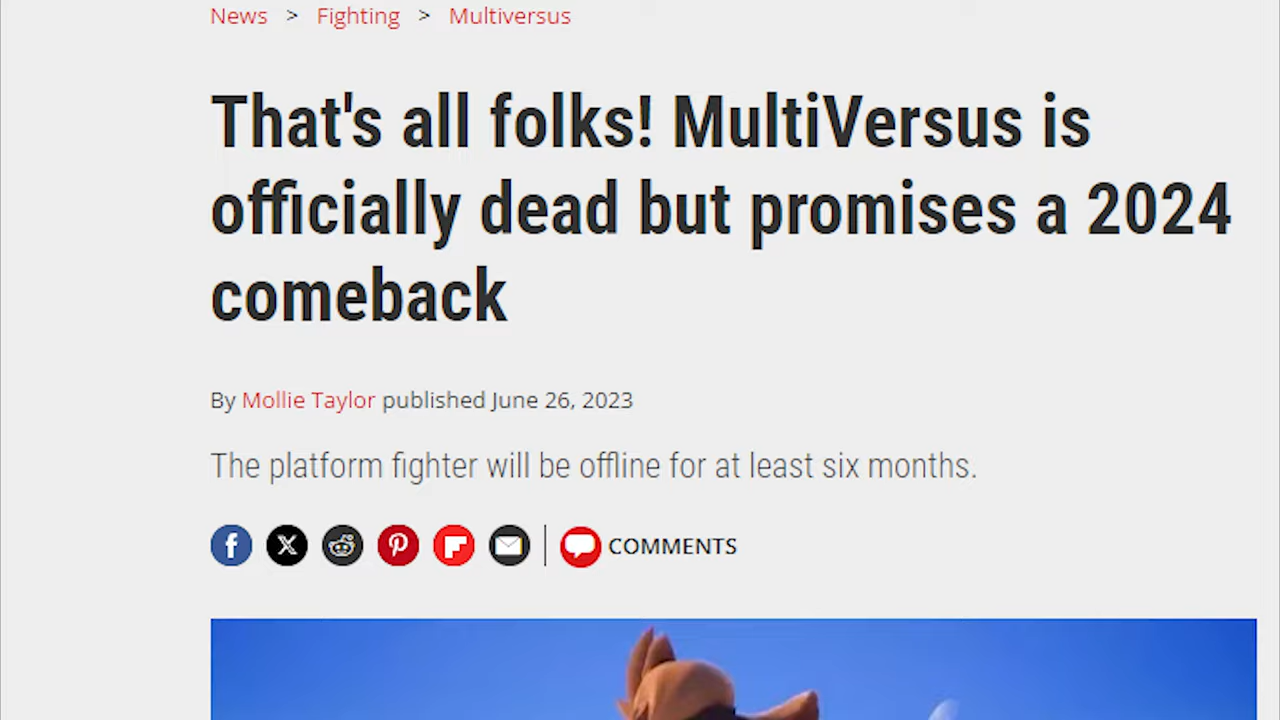 News > Fighting > Multiversus
That's all folks! MultiVersus is
officially dead but promises a 2024
comeback
By Mollie Taylor published June 26, 2023
The platform fighter will be offline for at least six months.
COMMENTS